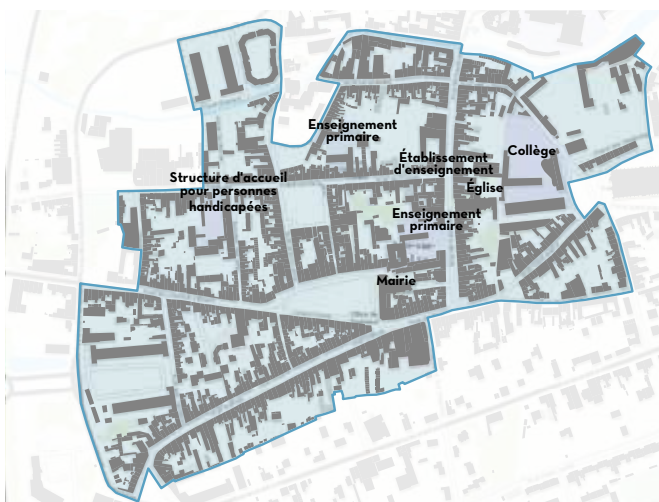 Enseignement
primaire
Établissement
d'enseignement
Collège
Structure d'accueil
pour personnes
handicapées
Église
Enseignement
primaire
Mairie